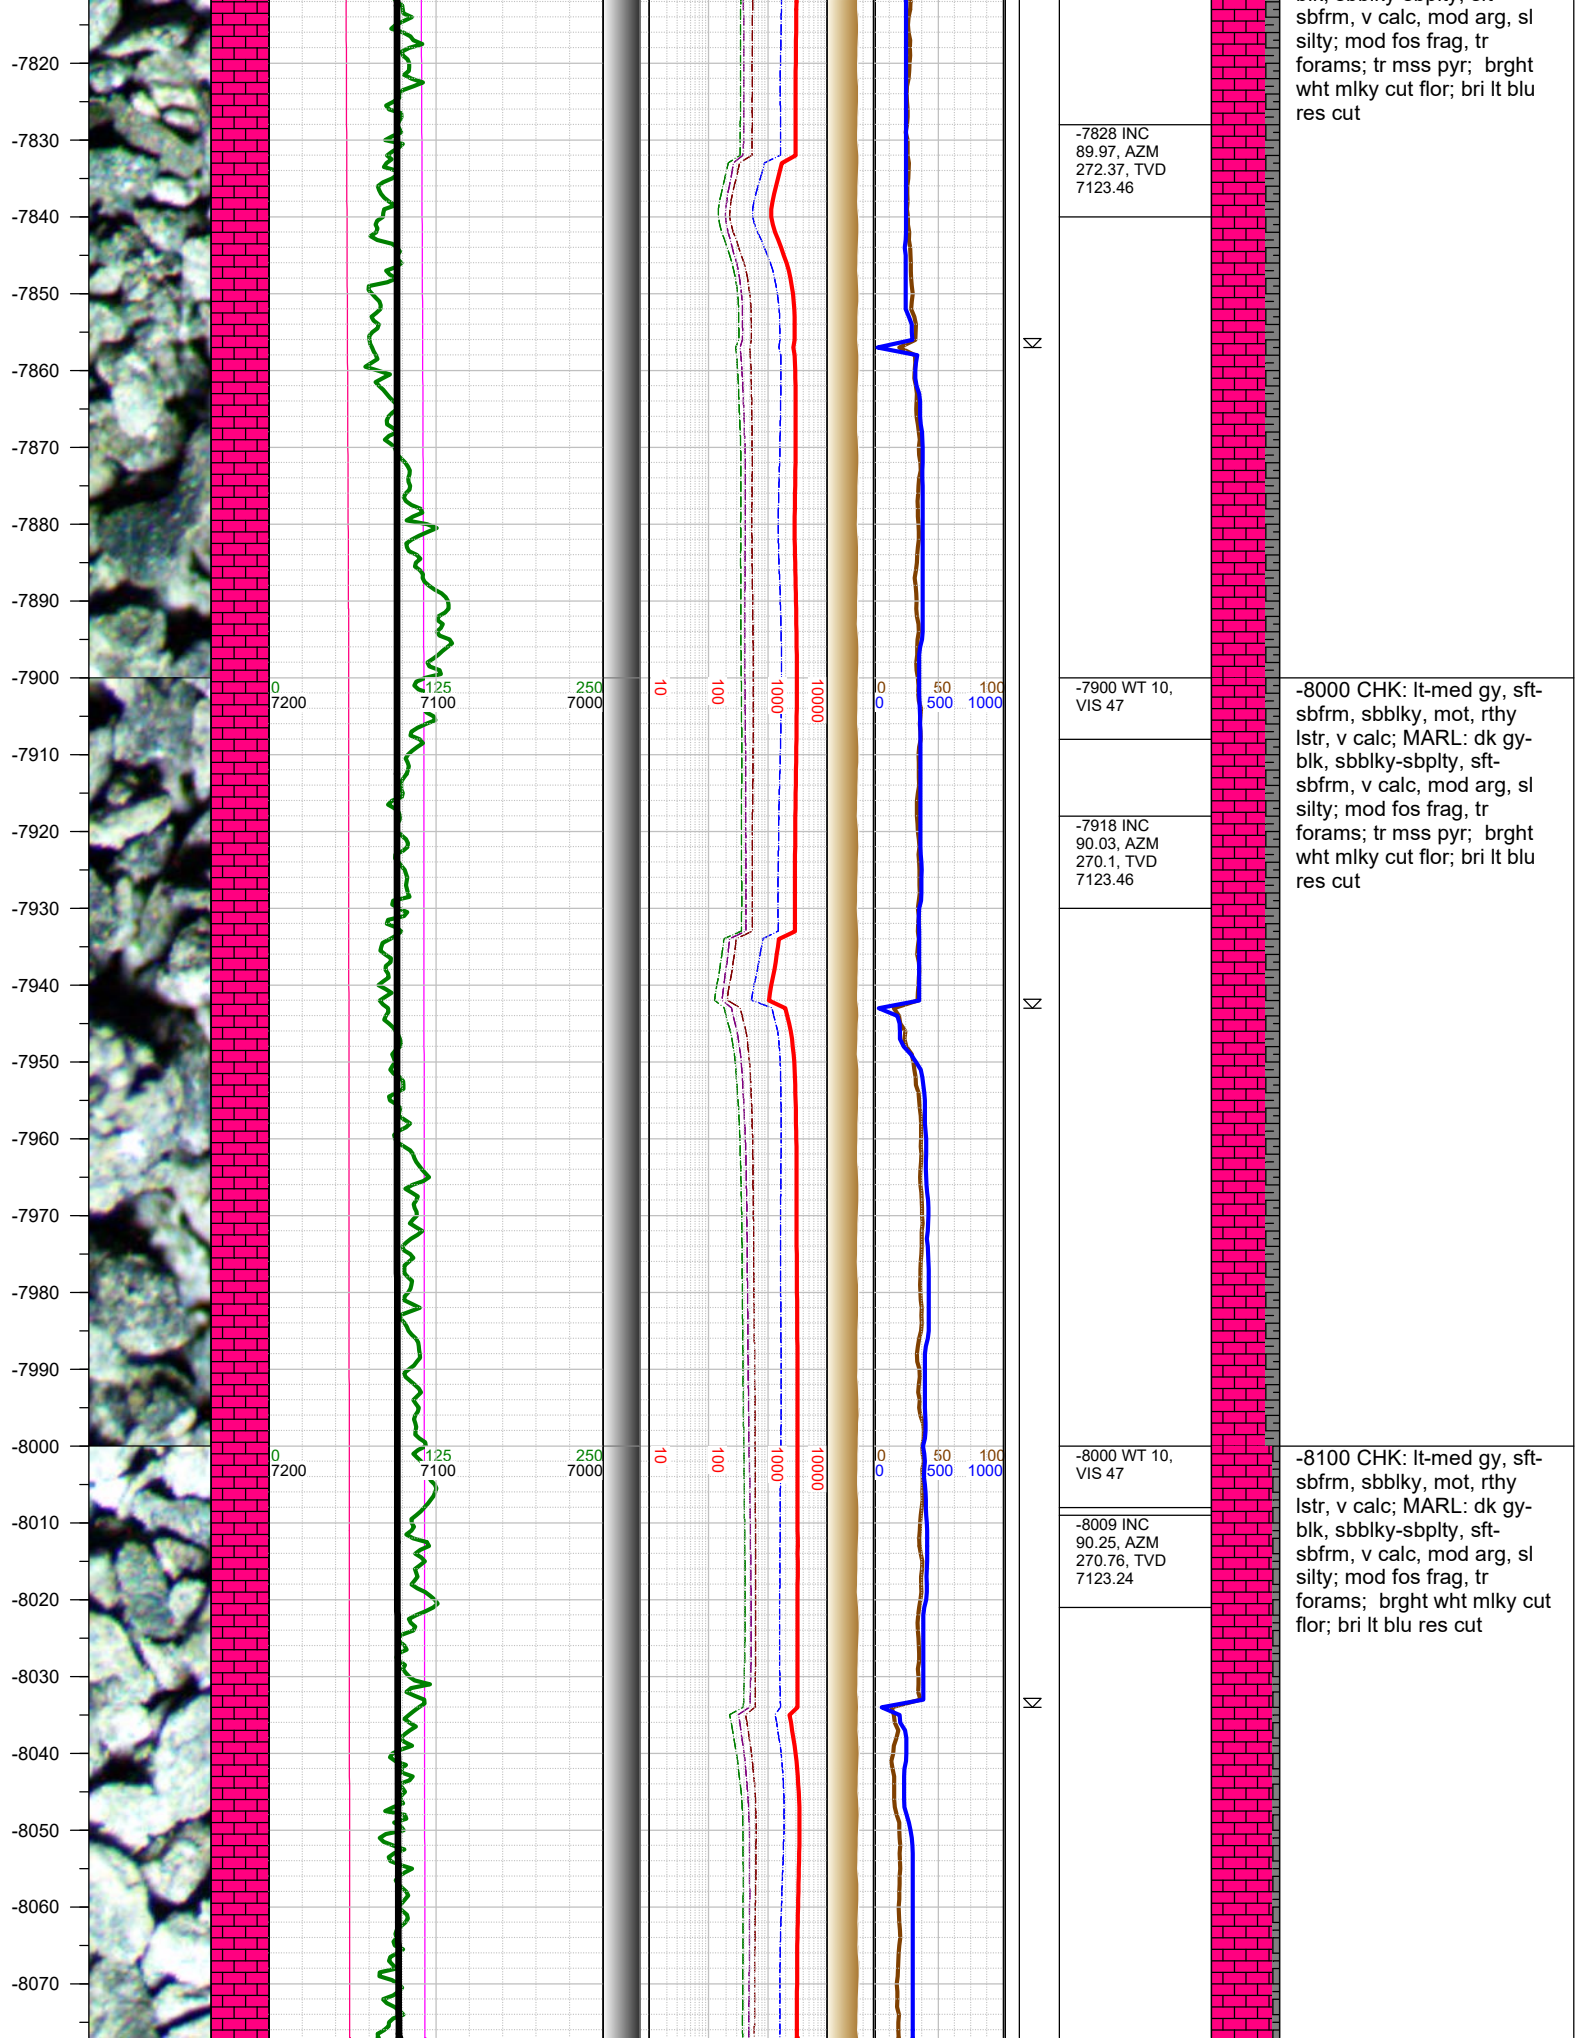 sbfrm, v calc, mod arg, sl
silty; mod fos frag, tr
forams; tr mss pyr;  brght
wht mlky cut flor; bri lt blu
res cut
-7820
-7830
-7828 INC
89.97, AZM
272.37, TVD
7123.46
-7840
-7850
-7860
-7870
-7880
-7890
-7900
0 125 250
7200 7100 7000
10 100 1000 10000
0 50 100
0 500 1000
-7900 WT 10,
VIS 47
-8000 CHK: lt-med gy, sft-
sbfrm, sbblky, mot, rthy
lstr, v calc; MARL: dk gy-
blk, sbblky-sbplty, sft-
sbfrm, v calc, mod arg, sl
silty; mod fos frag, tr
forams; tr mss pyr;  brght
wht mlky cut flor; bri lt blu
res cut
-7910
-7920
-7918 INC
90.03, AZM
270.1, TVD
7123.46
-7930
-7940
-7950
-7960
-7970
-7980
-7990
-8000
0 125 250
7200 7100 7000
10 100 1000 10000
0 50 100
0 500 1000
-8000 WT 10,
VIS 47
-8100 CHK: lt-med gy, sft-
sbfrm, sbblky, mot, rthy
lstr, v calc; MARL: dk gy-
blk, sbblky-sbplty, sft-
sbfrm, v calc, mod arg, sl
silty; mod fos frag, tr
forams;  brght wht mlky cut
flor; bri lt blu res cut
-8010
-8009 INC
90.25, AZM
270.76, TVD
7123.24
-8020
-8030
-8040
-8050
-8060
-8070